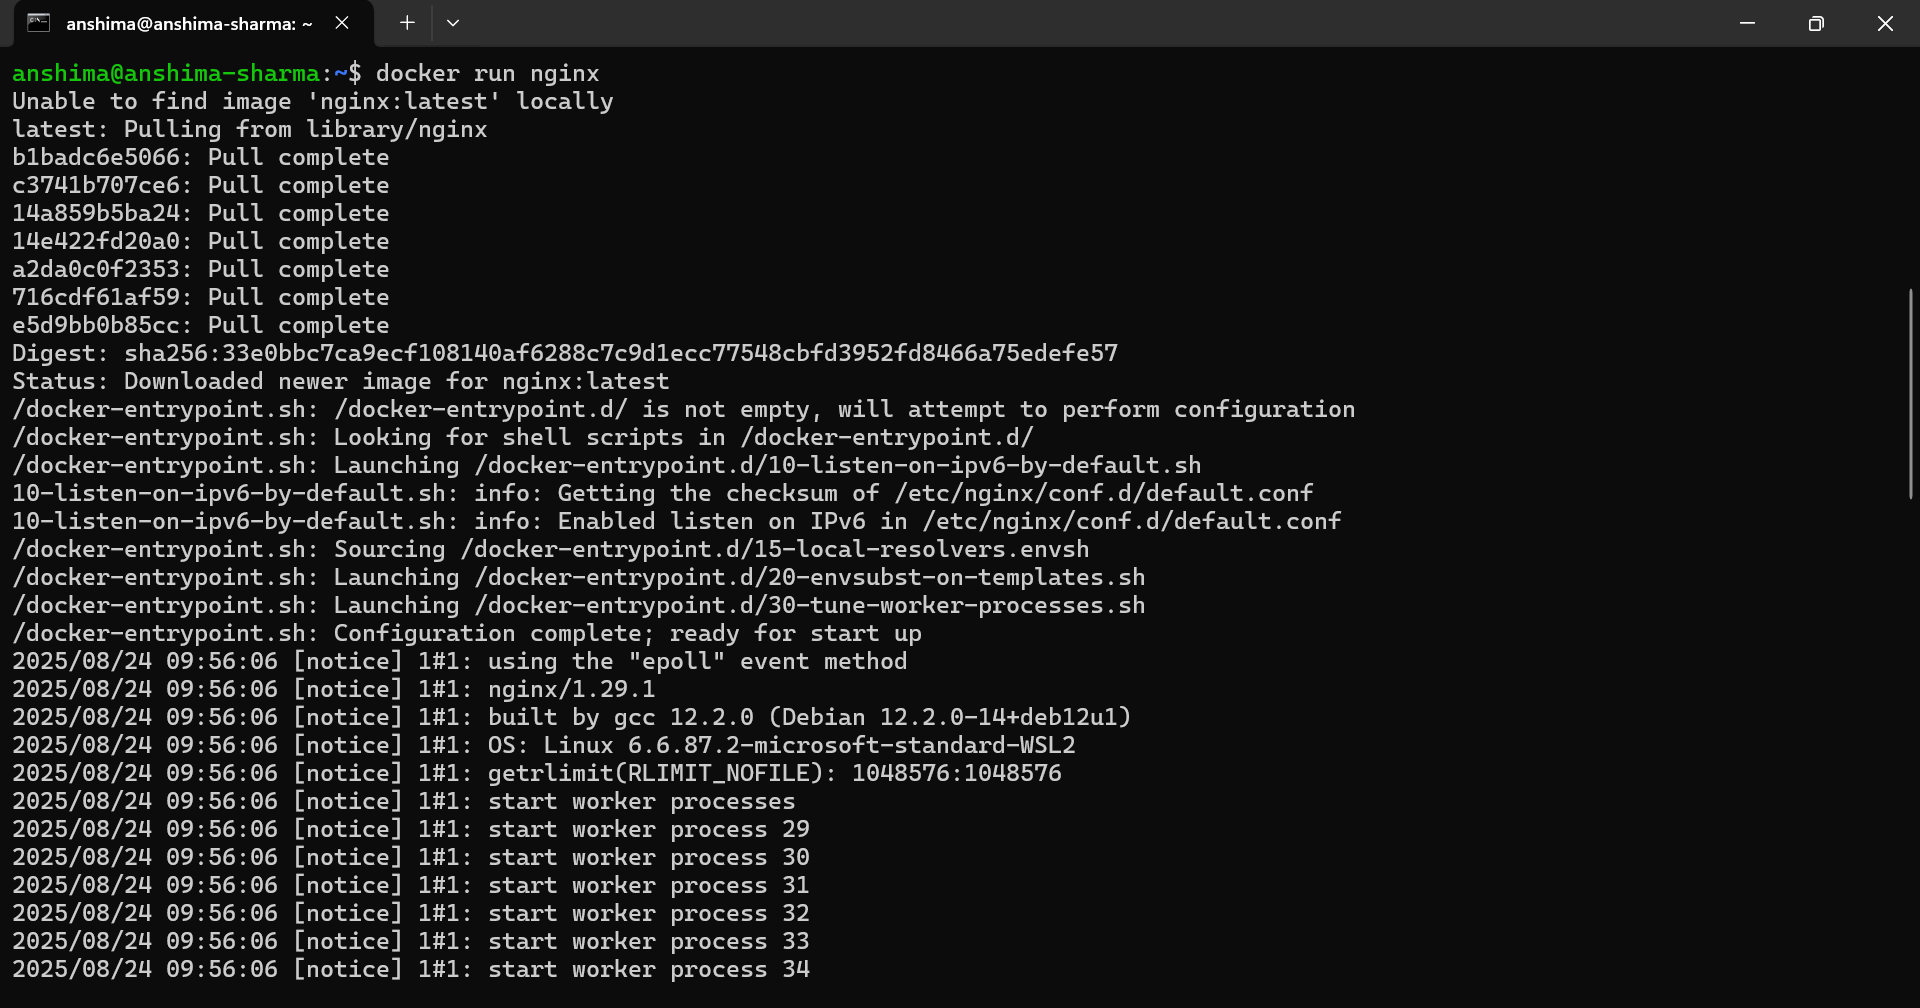 anshima@anshima-sharma: ~
anshima@anshima-sharma:~$ docker run nginx
Unable to find image 'nginx:latest' locally
latest: Pulling from library/nginx
b1badc6e5066: Pull complete
c3741b707ce6: Pull complete
14a859b5ba24: Pull complete
14e422fd20a0: Pull complete
a2da0c0f2353: Pull complete
716cdf61af59: Pull complete
e5d9bb0b85cc: Pull complete
Digest: sha256:33e0bbc7ca9ecf108140af6288c7c9d1ecc77548cbfd3952fd8466a75edefe57
Status: Downloaded newer image for nginx:latest
/docker-entrypoint.sh: /docker-entrypoint.d/ is not empty, will attempt to perform configuration
/docker-entrypoint.sh: Looking for shell scripts in /docker-entrypoint.d/
/docker-entrypoint.sh: Launching /docker-entrypoint.d/10-listen-on-ipv6-by-default.sh
10-listen-on-ipv6-by-default.sh: info: Getting the checksum of /etc/nginx/conf.d/default.conf
10-listen-on-ipv6-by-default.sh: info: Enabled listen on IPv6 in /etc/nginx/conf.d/default.conf
/docker-entrypoint.sh: Sourcing /docker-entrypoint.d/15-local-resolvers.envsh
/docker-entrypoint.sh: Launching /docker-entrypoint.d/20-envsubst-on-templates.sh
/docker-entrypoint.sh: Launching /docker-entrypoint.d/30-tune-worker-processes.sh
/docker-entrypoint.sh: Configuration complete; ready for start up
2025/08/24 09:56:06 [notice] 1#1: using the "epoll" event method
2025/08/24 09:56:06 [notice] 1#1: nginx/1.29.1
2025/08/24 09:56:06 [notice] 1#1: built by gcc 12.2.0 (Debian 12.2.0-14+deb12u1)
2025/08/24 09:56:06 [notice] 1#1: OS: Linux 6.6.87.2-microsoft-standard-WSL2
2025/08/24 09:56:06 [notice] 1#1: getrlimit(RLIMIT_NOFILE): 1048576:1048576
2025/08/24 09:56:06 [notice] 1#1: start worker processes
2025/08/24 09:56:06 [notice] 1#1: start worker process 29
2025/08/24 09:56:06 [notice] 1#1: start worker process 30
2025/08/24 09:56:06 [notice] 1#1: start worker process 31
2025/08/24 09:56:06 [notice] 1#1: start worker process 32
2025/08/24 09:56:06 [notice] 1#1: start worker process 33
2025/08/24 09:56:06 [notice] 1#1: start worker process 34